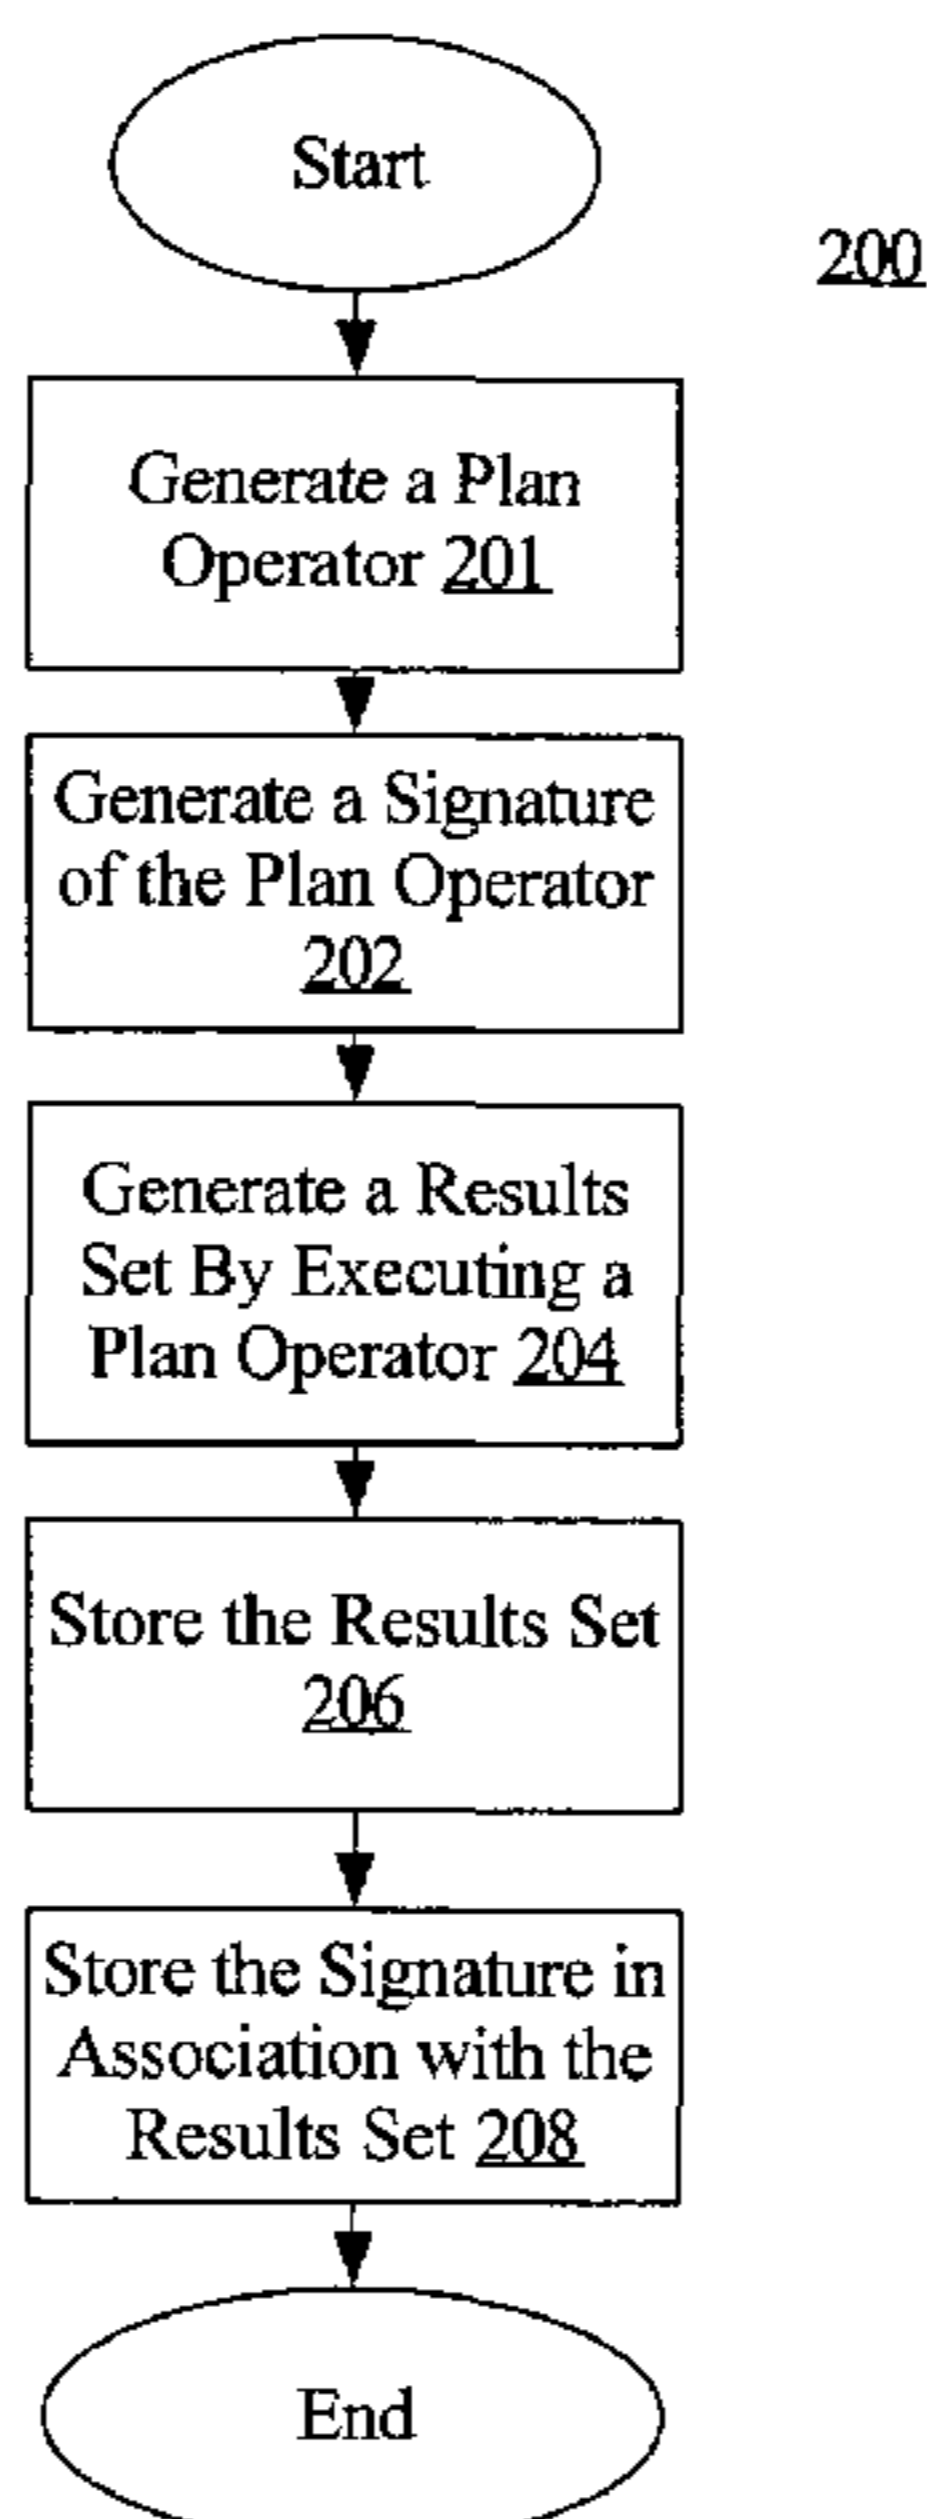 Start
200
Generate a Plan
Operator 201
Generate a Signature
of the Plan Operator
202
Generate a Results
Set By Executing a
Plan Operator 204
Store the Results Set
206
Store the Signature in
Association with the
Results Set 208
End